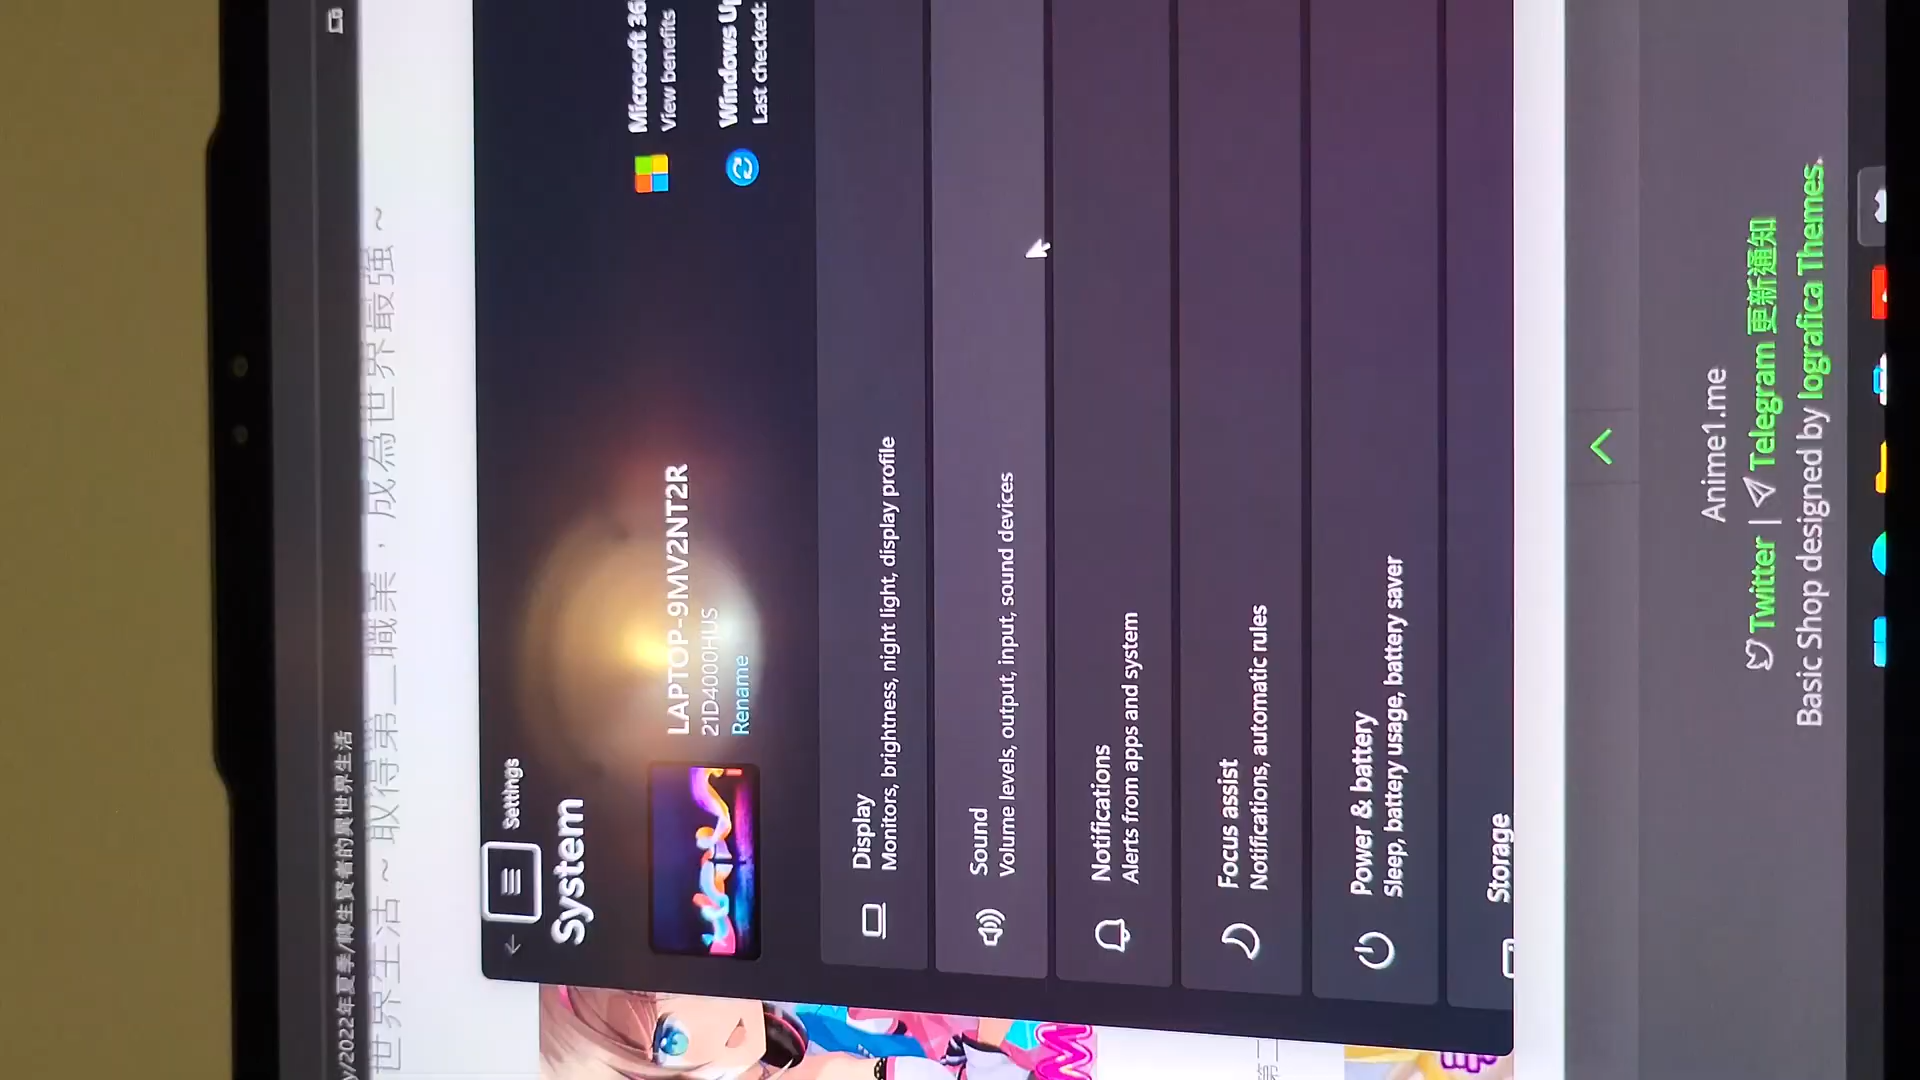 /2022年夏季/轉生賢者的異世界生活
世界生活～取得第二職業，成為世界最強～
Settings
System
LAPTOP-9MV2NT2R
21D4000HUS
Rename
Microsoft
View benefits
Windows
Last checked:
Display
Monitors, brightness, night light, display profile
Sound
Volume levels, output, input, sound devices
Notifications
Alerts from apps and system
Focus assist
Notifications, automatic rules
Power & battery
Sleep, battery usage, battery saver
Storage
Anime1.me
Twitter | Telegram 更新通知
Basic Shop designed by lografica Themes.